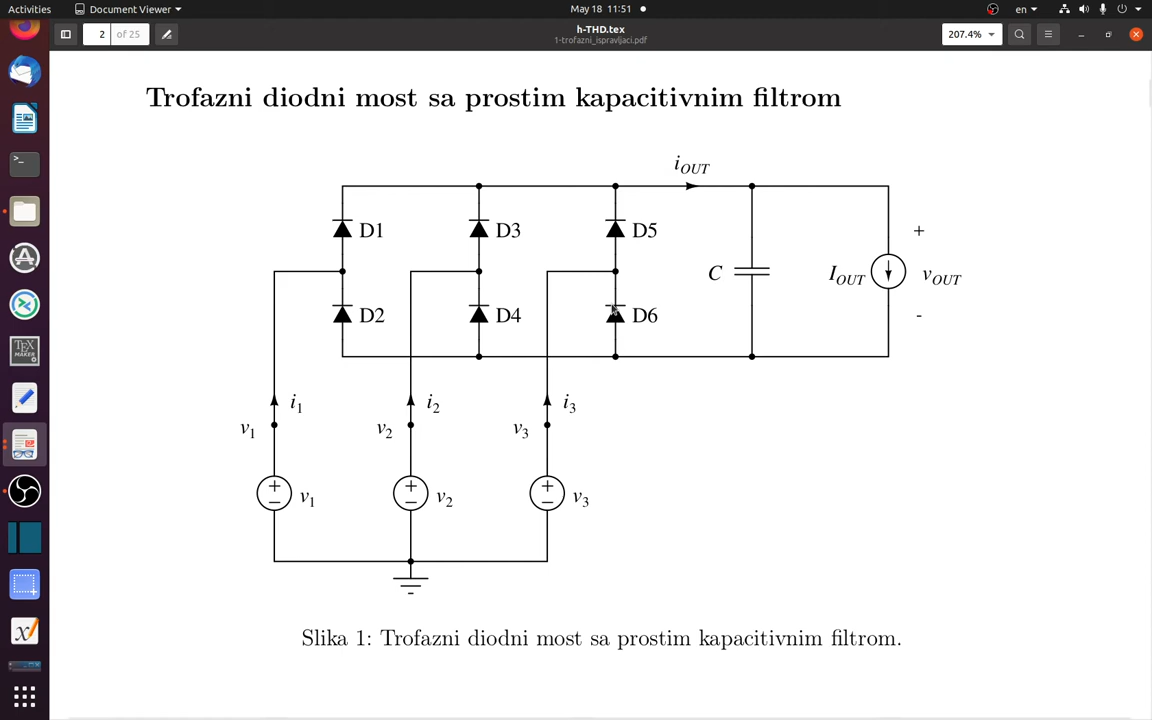 Activities Document Viewer May 18 11:51 en
2 of 25 h-THD.tex 207.4%
1-trofazni_ispravljaci.pdf
Trofazni diodni most sa prostim kapacitivnim filtrom
iOUT
D1 D3 D5 +
C IOUT vOUT
D2 D4 D6 -
i1 i2 i3
v1 v2 v3
+ + +
− v1 − v2 − v3
Slika 1: Trofazni diodni most sa prostim kapacitivnim filtrom.
TEX
MAKER